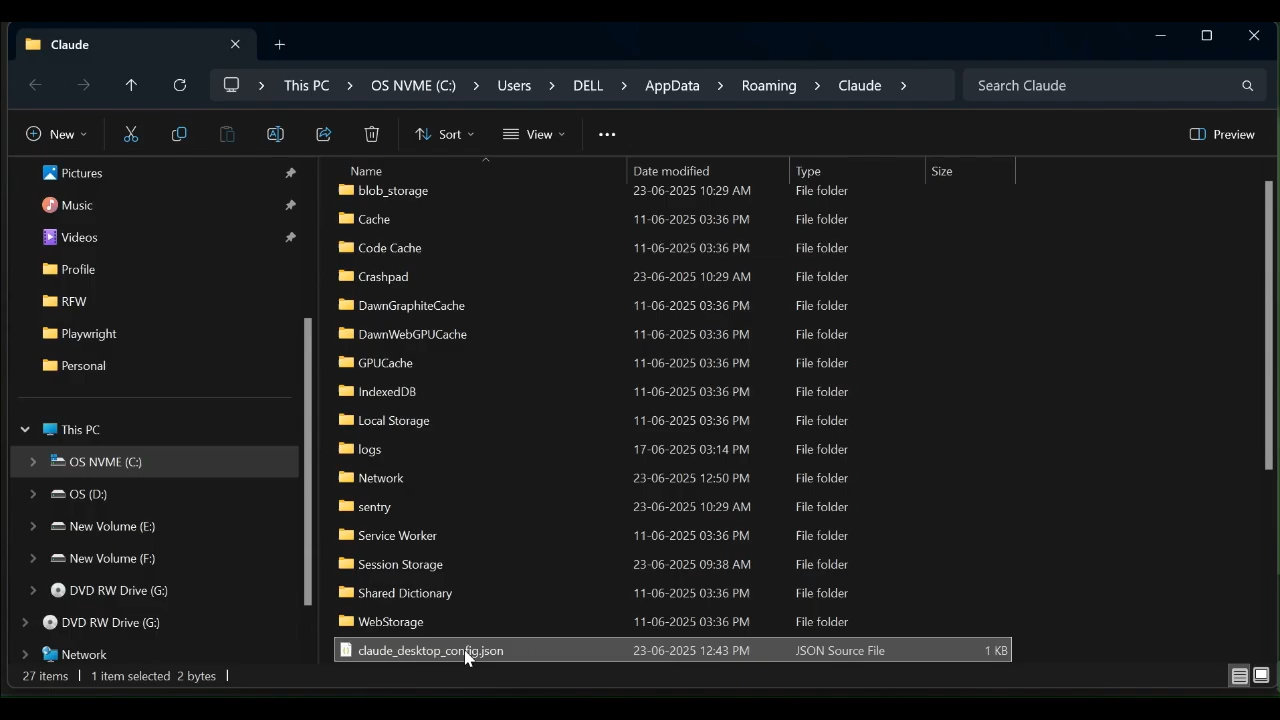 Claude
This PC > OS NVME (C:) > Users > DELL > AppData > Roaming > Claude >
Search Claude
New
Sort
View
Preview
Pictures
Music
Videos
Profile
RFW
Playwright
Personal
This PC
OS NVME (C:)
OS (D:)
New Volume (E:)
New Volume (F:)
DVD RW Drive (G:)
DVD RW Drive (G:)
Network
Name Date modified Type Size
blob_storage 23-06-2025 10:29 AM File folder
Cache 11-06-2025 03:36 PM File folder
Code Cache 11-06-2025 03:36 PM File folder
Crashpad 23-06-2025 10:29 AM File folder
DawnGraphiteCache 11-06-2025 03:36 PM File folder
DawnWebGPUCache 11-06-2025 03:36 PM File folder
GPUCache 11-06-2025 03:36 PM File folder
IndexedDB 11-06-2025 03:36 PM File folder
Local Storage 11-06-2025 03:36 PM File folder
logs 17-06-2025 03:14 PM File folder
Network 23-06-2025 12:50 PM File folder
sentry 23-06-2025 10:29 AM File folder
Service Worker 11-06-2025 03:36 PM File folder
Session Storage 23-06-2025 09:38 AM File folder
Shared Dictionary 11-06-2025 03:36 PM File folder
WebStorage 11-06-2025 03:36 PM File folder
claude_desktop_config.json 23-06-2025 12:43 PM JSON Source File 1 KB
27 items 1 item selected 2 bytes